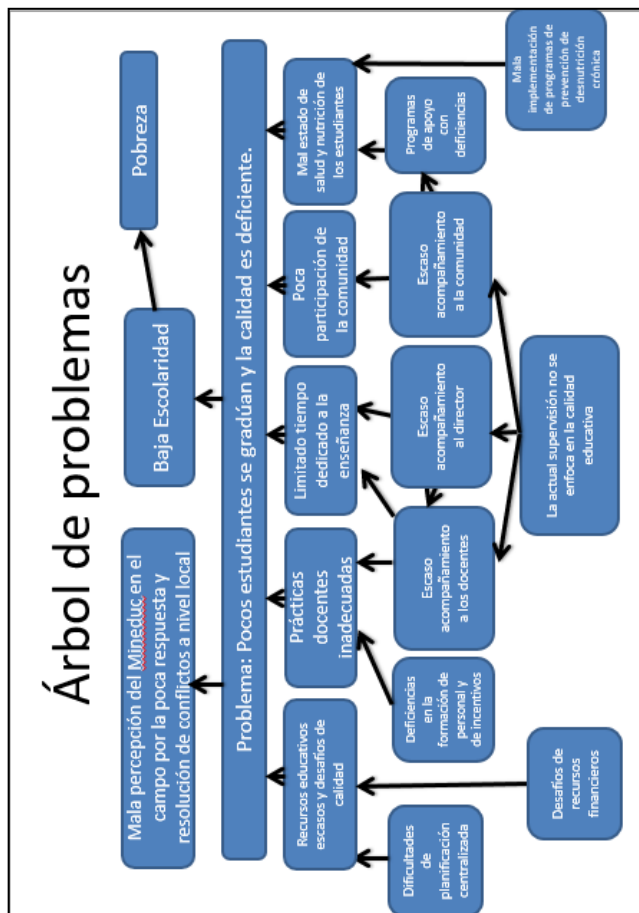 Árbol de problemas
Mala percepción del Mineduc en el
campo por la poca respuesta y
resolución de conflictos a nivel local
Baja Escolaridad
Pobreza
Problema: Pocos estudiantes se gradúan y la calidad es deficiente.
Recursos educativos
escasos y desafíos de
calidad
Prácticas
docentes
inadecuadas
Limitado tiempo
dedicado a la
enseñanza
Poca
participación de
la comunidad
Mal estado de
salud y nutrición de
los estudiantes
Dificultades
de
planificación
centralizada
Deficiencias
en la
formación de
personal y
de incentivos
Escaso
acompañamiento
a los docentes
Escaso
acompañamiento
al director
Escaso
acompañamiento
a la comunidad
Programas
de apoyo
con
deficiencias
Desafíos de
recursos
financieros
La actual supervisión no se
enfoca en la calidad
educativa
Mala
implementación
de programas de
prevención de
desnutrición
crónica